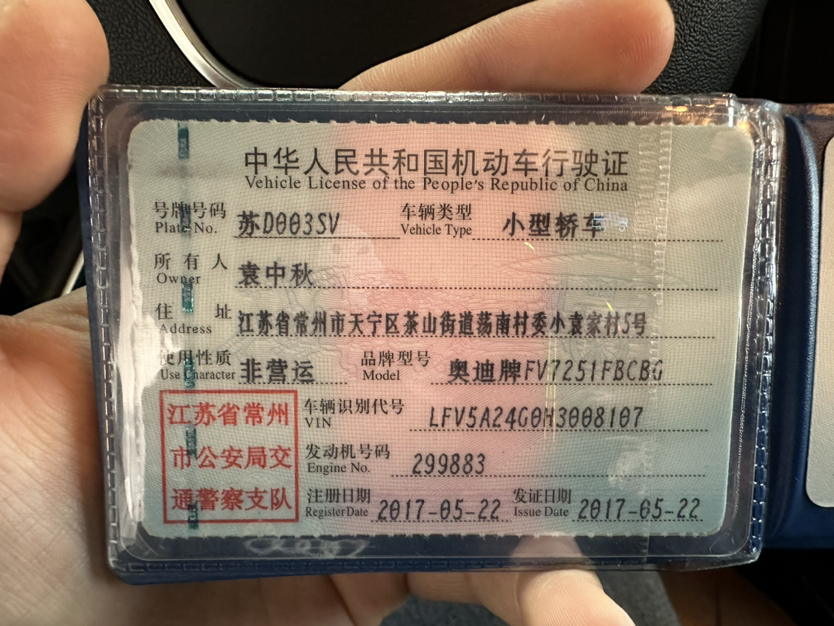 中华人民共和国机动车行驶证
Vehicle License of the People's Republic of China
号牌号码 苏D003SV 车辆类型 小型轿车
Plate No. Vehicle Type
所有人 袁中秋
Owner
住址 江苏省常州市天宁区茶山街道荡南村委小袁家村5号
Address
使用性质 非营运 品牌型号 奥迪牌FV7251FBCBG
Use Character Model
江苏省常州
市公安局交
通警察支队
车辆识别代号 LFV5A24G0H3008107
VIN
发动机号码 299883
Engine No.
注册日期 2017-05-22 发证日期 2017-05-22
Register Date Issue Date